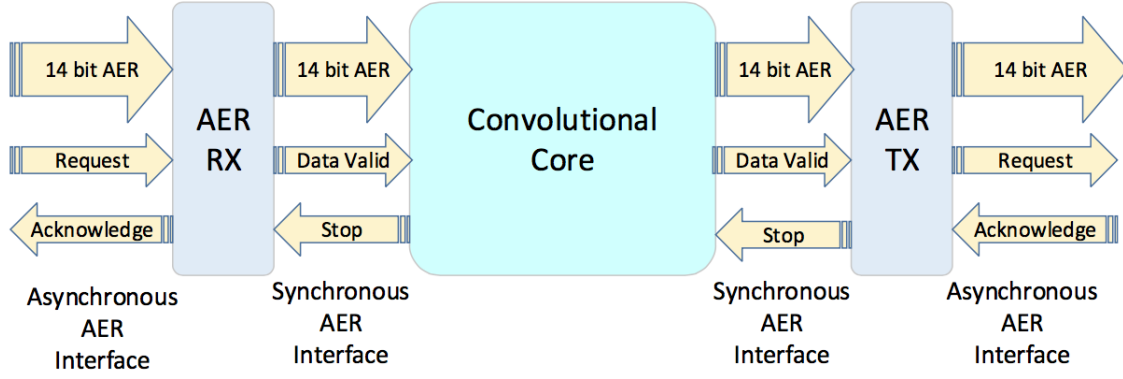 14 bit AER
Request
Acknowledge
AER
RX
14 bit AER
Data Valid
Stop
Convolutional
Core
14 bit AER
Data Valid
Stop
AER
TX
14 bit AER
Request
Acknowledge
Asynchronous
AER
Interface
Synchronous
AER
Interface
Synchronous
AER
Interface
Asynchronous
AER
Interface